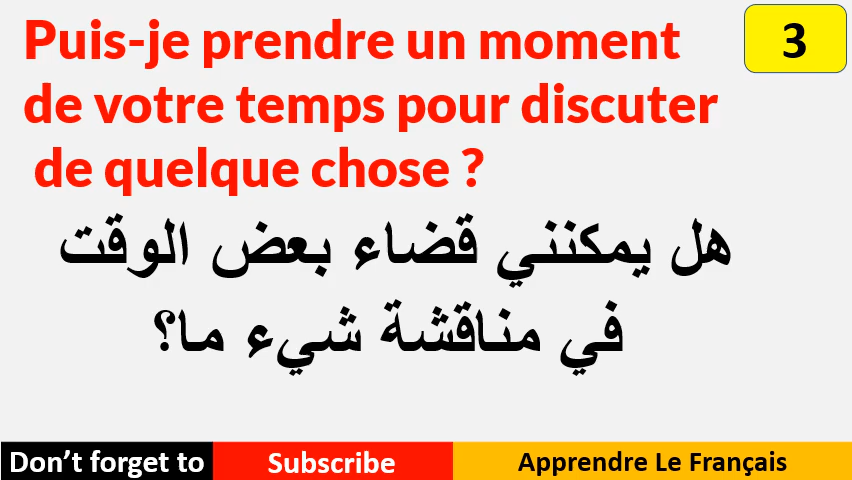 Puis-je prendre un moment
3
de votre temps pour discuter
de quelque chose ?
هل يمكنني قضاء بعض الوقت
في مناقشة شيء ما؟
Don't forget to Subscribe Apprendre Le Français